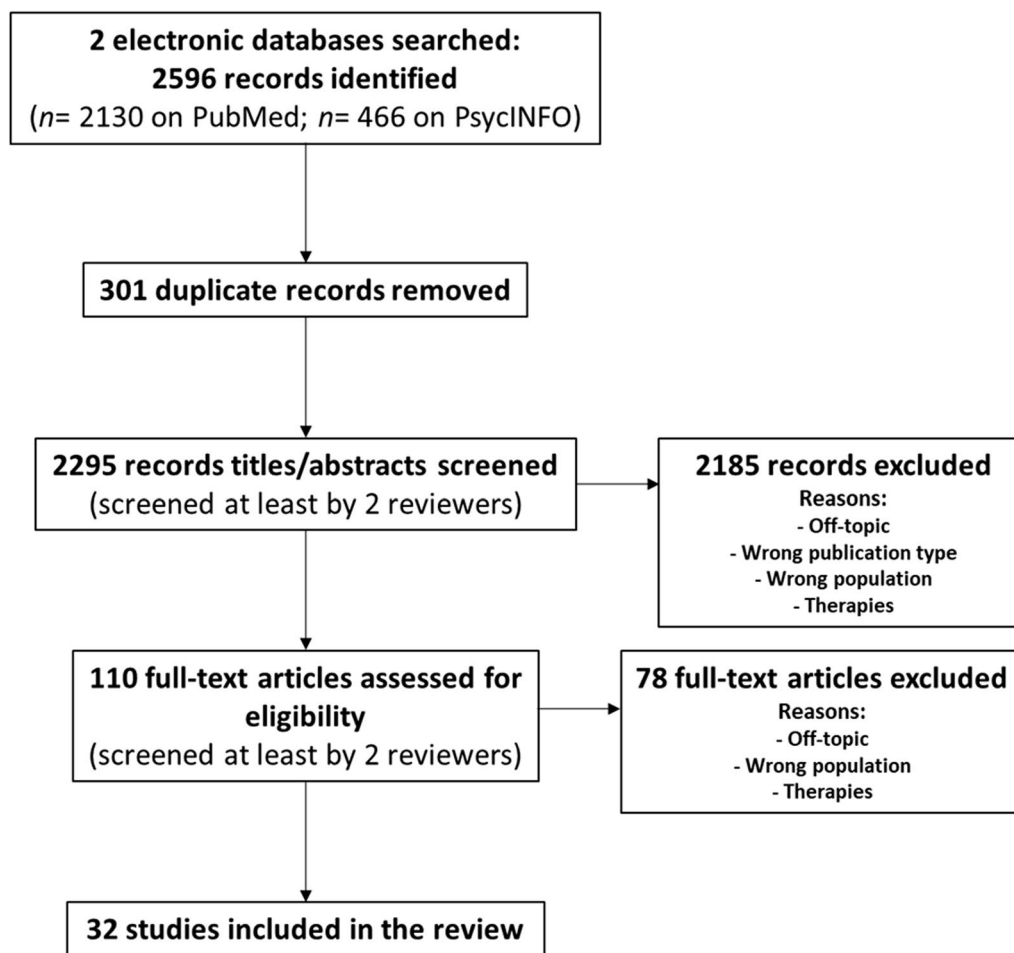 2 electronic databases searched:
2596 records identified
(n= 2130 on PubMed; n= 466 on PsycINFO)
301 duplicate records removed
2295 records titles/abstracts screened
(screened at least by 2 reviewers)
2185 records excluded
Reasons:
- Off-topic
- Wrong publication type
- Wrong population
- Therapies
110 full-text articles assessed for
eligibility
(screened at least by 2 reviewers)
78 full-text articles excluded
Reasons:
- Off-topic
- Wrong population
- Therapies
32 studies included in the review